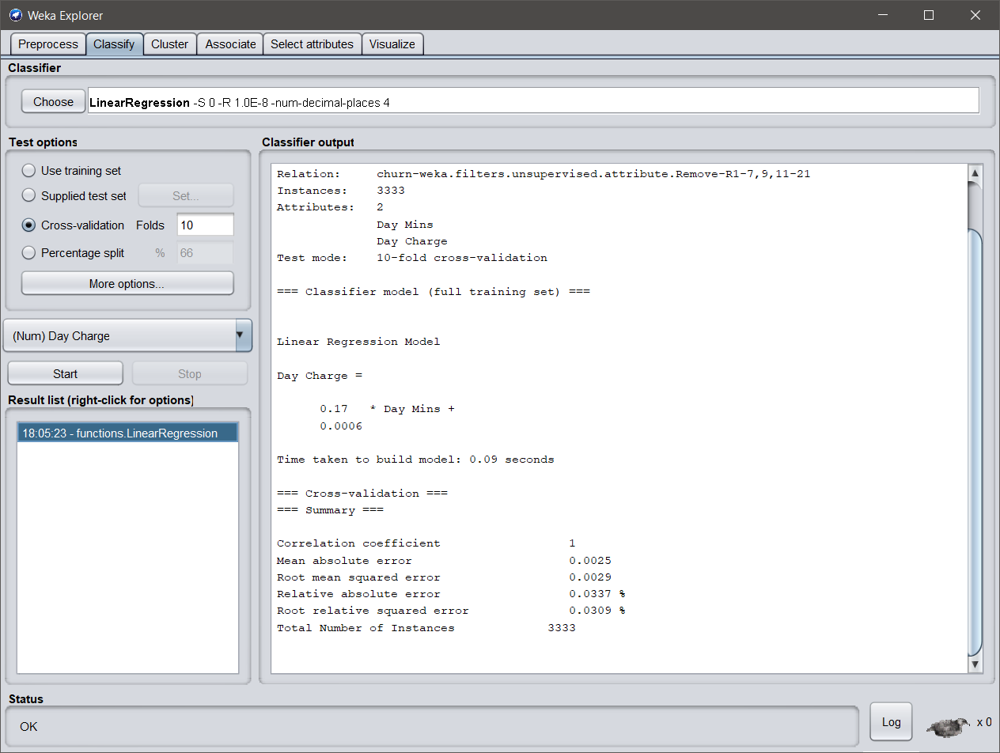 Weka Explorer
Preprocess Classify Cluster Associate Select attributes Visualize
Classifier
Choose LinearRegression -S 0 -R 1.0E-8 -num-decimal-places 4
Test options
Use training set
Supplied test set Set...
Cross-validation Folds 10
Percentage split % 66
More options...
(Num) Day Charge
Start Stop
Result list (right-click for options)
18:05:23 - functions.LinearRegression
Classifier output
Relation: churn-weka.filters.unsupervised.attribute.Remove-R1-7,9,11-21
Instances: 3333
Attributes: 2
Day Mins
Day Charge
Test mode: 10-fold cross-validation
=== Classifier model (full training set) ===
Linear Regression Model
Day Charge =
0.17 * Day Mins +
0.0006
Time taken to build model: 0.09 seconds
=== Cross-validation ===
=== Summary ===
Correlation coefficient 1
Mean absolute error 0.0025
Root mean squared error 0.0029
Relative absolute error 0.0337 %
Root relative squared error 0.0309 %
Total Number of Instances 3333
Status
OK
Log x 0